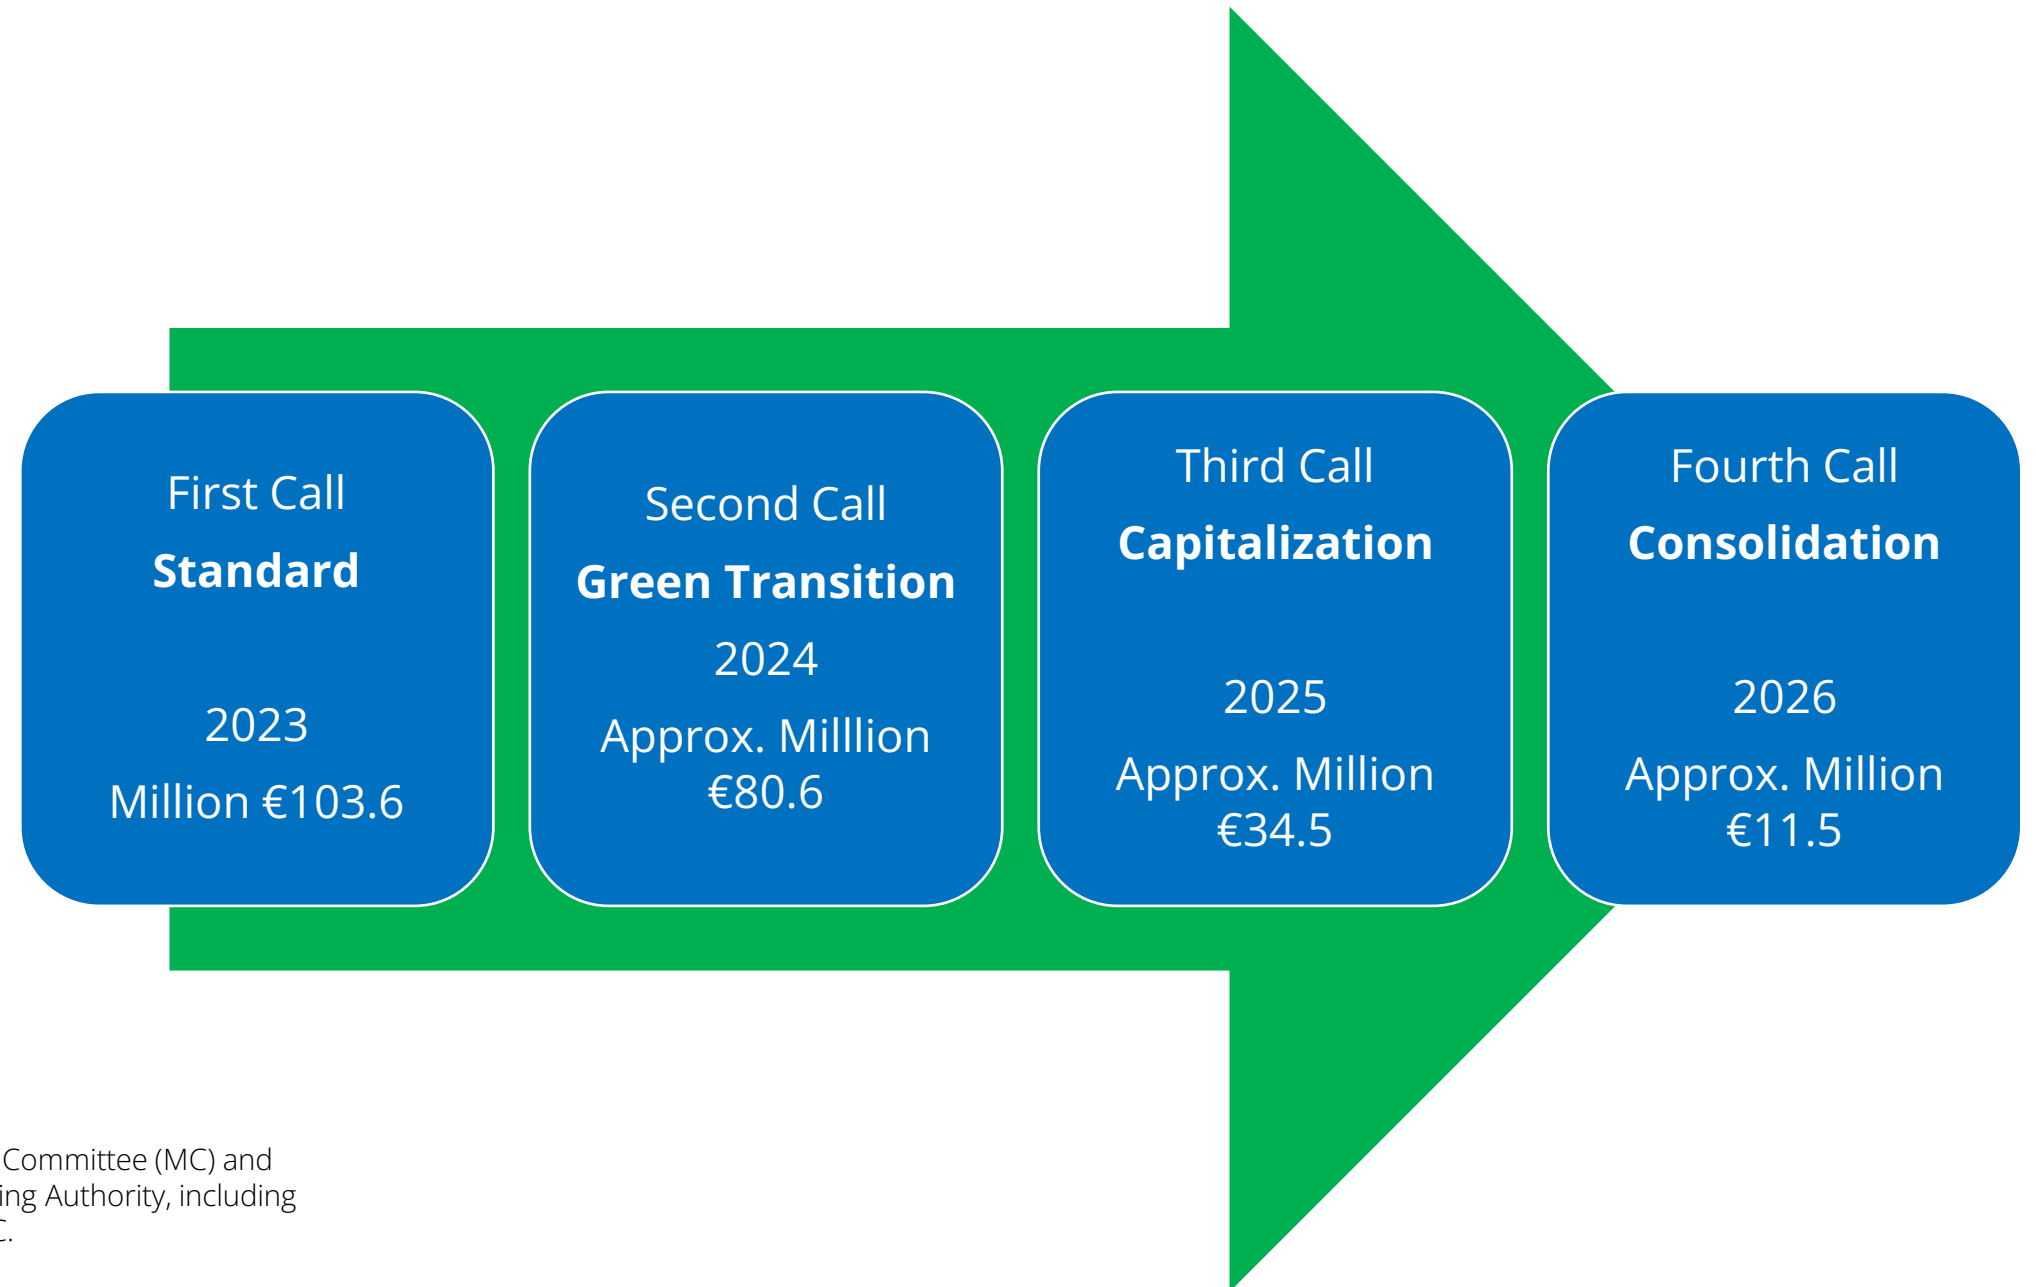 First Call
Standard
2023
Million €103.6
Second Call
Green Transition
2024
Approx. Milllion
€80.6
Third Call
Capitalization
2025
Approx. Million
€34.5
Fourth Call
Consolidation
2026
Approx. Million
€11.5
Committee (MC) and
ing Authority, including